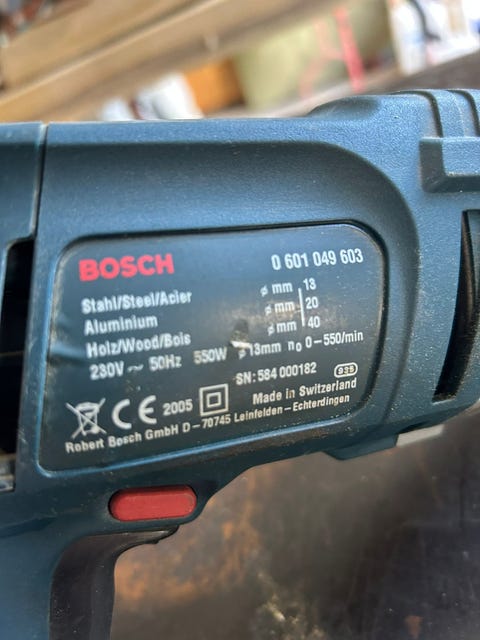 BOSCH 0 601 049 603
Stahl/Steel/Acier ⌀ mm 13
Aluminium ⌀ mm 20
Holz/Wood/Bois ⌀ mm 40
230V ~ 50Hz 550W ⌀ 13mm n₀ 0-550/min
SN: 584 000182 935
CE 2005 Made in Switzerland
Robert Bosch GmbH D-70745 Leinfelden-Echterdingen